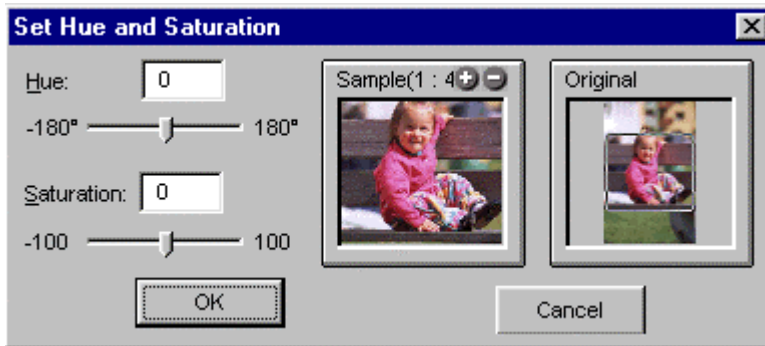 Set Hue and Saturation
Hue: 0
-180° 180°
Saturation: 0
-100 100
OK
Sample(1 : 4
Original
Cancel